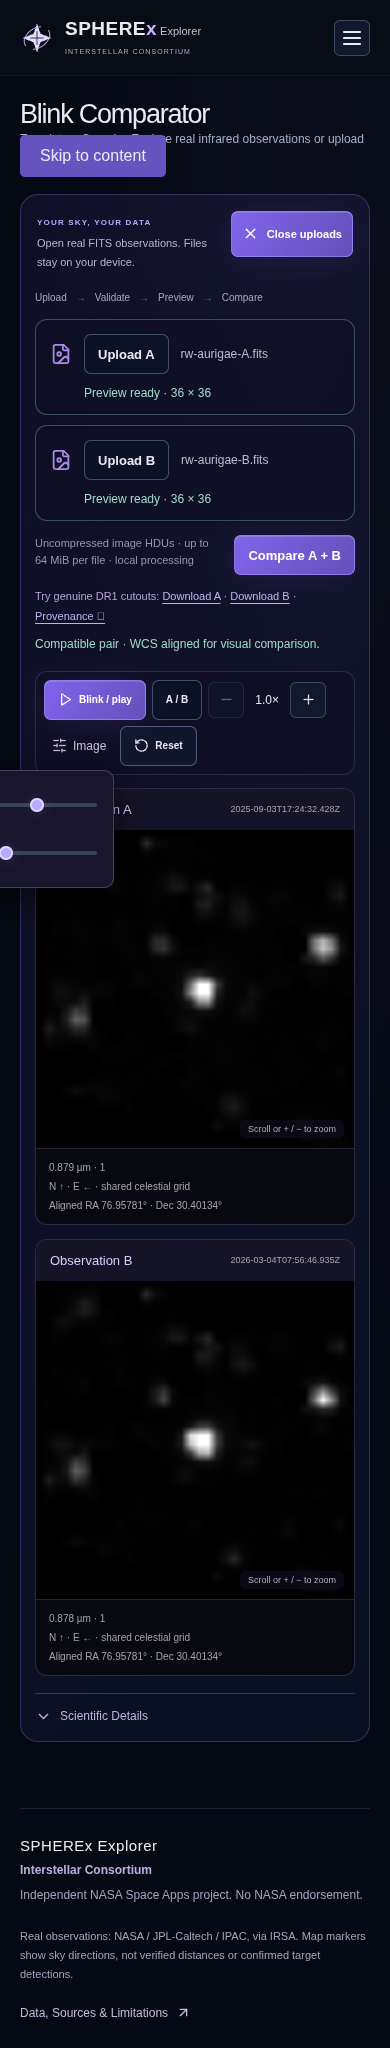 SPHEREx Explorer
INTERSTELLAR CONSORTIUM
Blink Comparator
real infrared observations or upload
Skip to content
YOUR SKY, YOUR DATA
Open real FITS observations. Files
stay on your device.
Close uploads
Upload → Validate → Preview → Compare
Upload A rw-aurigae-A.fits
Preview ready · 36 × 36
Upload B rw-aurigae-B.fits
Preview ready · 36 × 36
Uncompressed image HDUs · up to
64 MiB per file · local processing
Compare A + B
Try genuine DR1 cutouts: Download A · Download B ·
Provenance
Compatible pair · WCS aligned for visual comparison.
Blink / play A / B − 1.0× +
Image Reset
n A 2025-09-03T17:24:32.428Z
Scroll or + / − to zoom
0.879 µm · 1
N ↑ · E ← · shared celestial grid
Aligned RA 76.95781° · Dec 30.40134°
Observation B 2026-03-04T07:56:46.935Z
Scroll or + / − to zoom
0.878 µm · 1
N ↑ · E ← · shared celestial grid
Aligned RA 76.95781° · Dec 30.40134°
Scientific Details
SPHEREx Explorer
Interstellar Consortium
Independent NASA Space Apps project. No NASA endorsement.
Real observations: NASA / JPL-Caltech / IPAC, via IRSA. Map markers
show sky directions, not verified distances or confirmed target
detections.
Data, Sources & Limitations